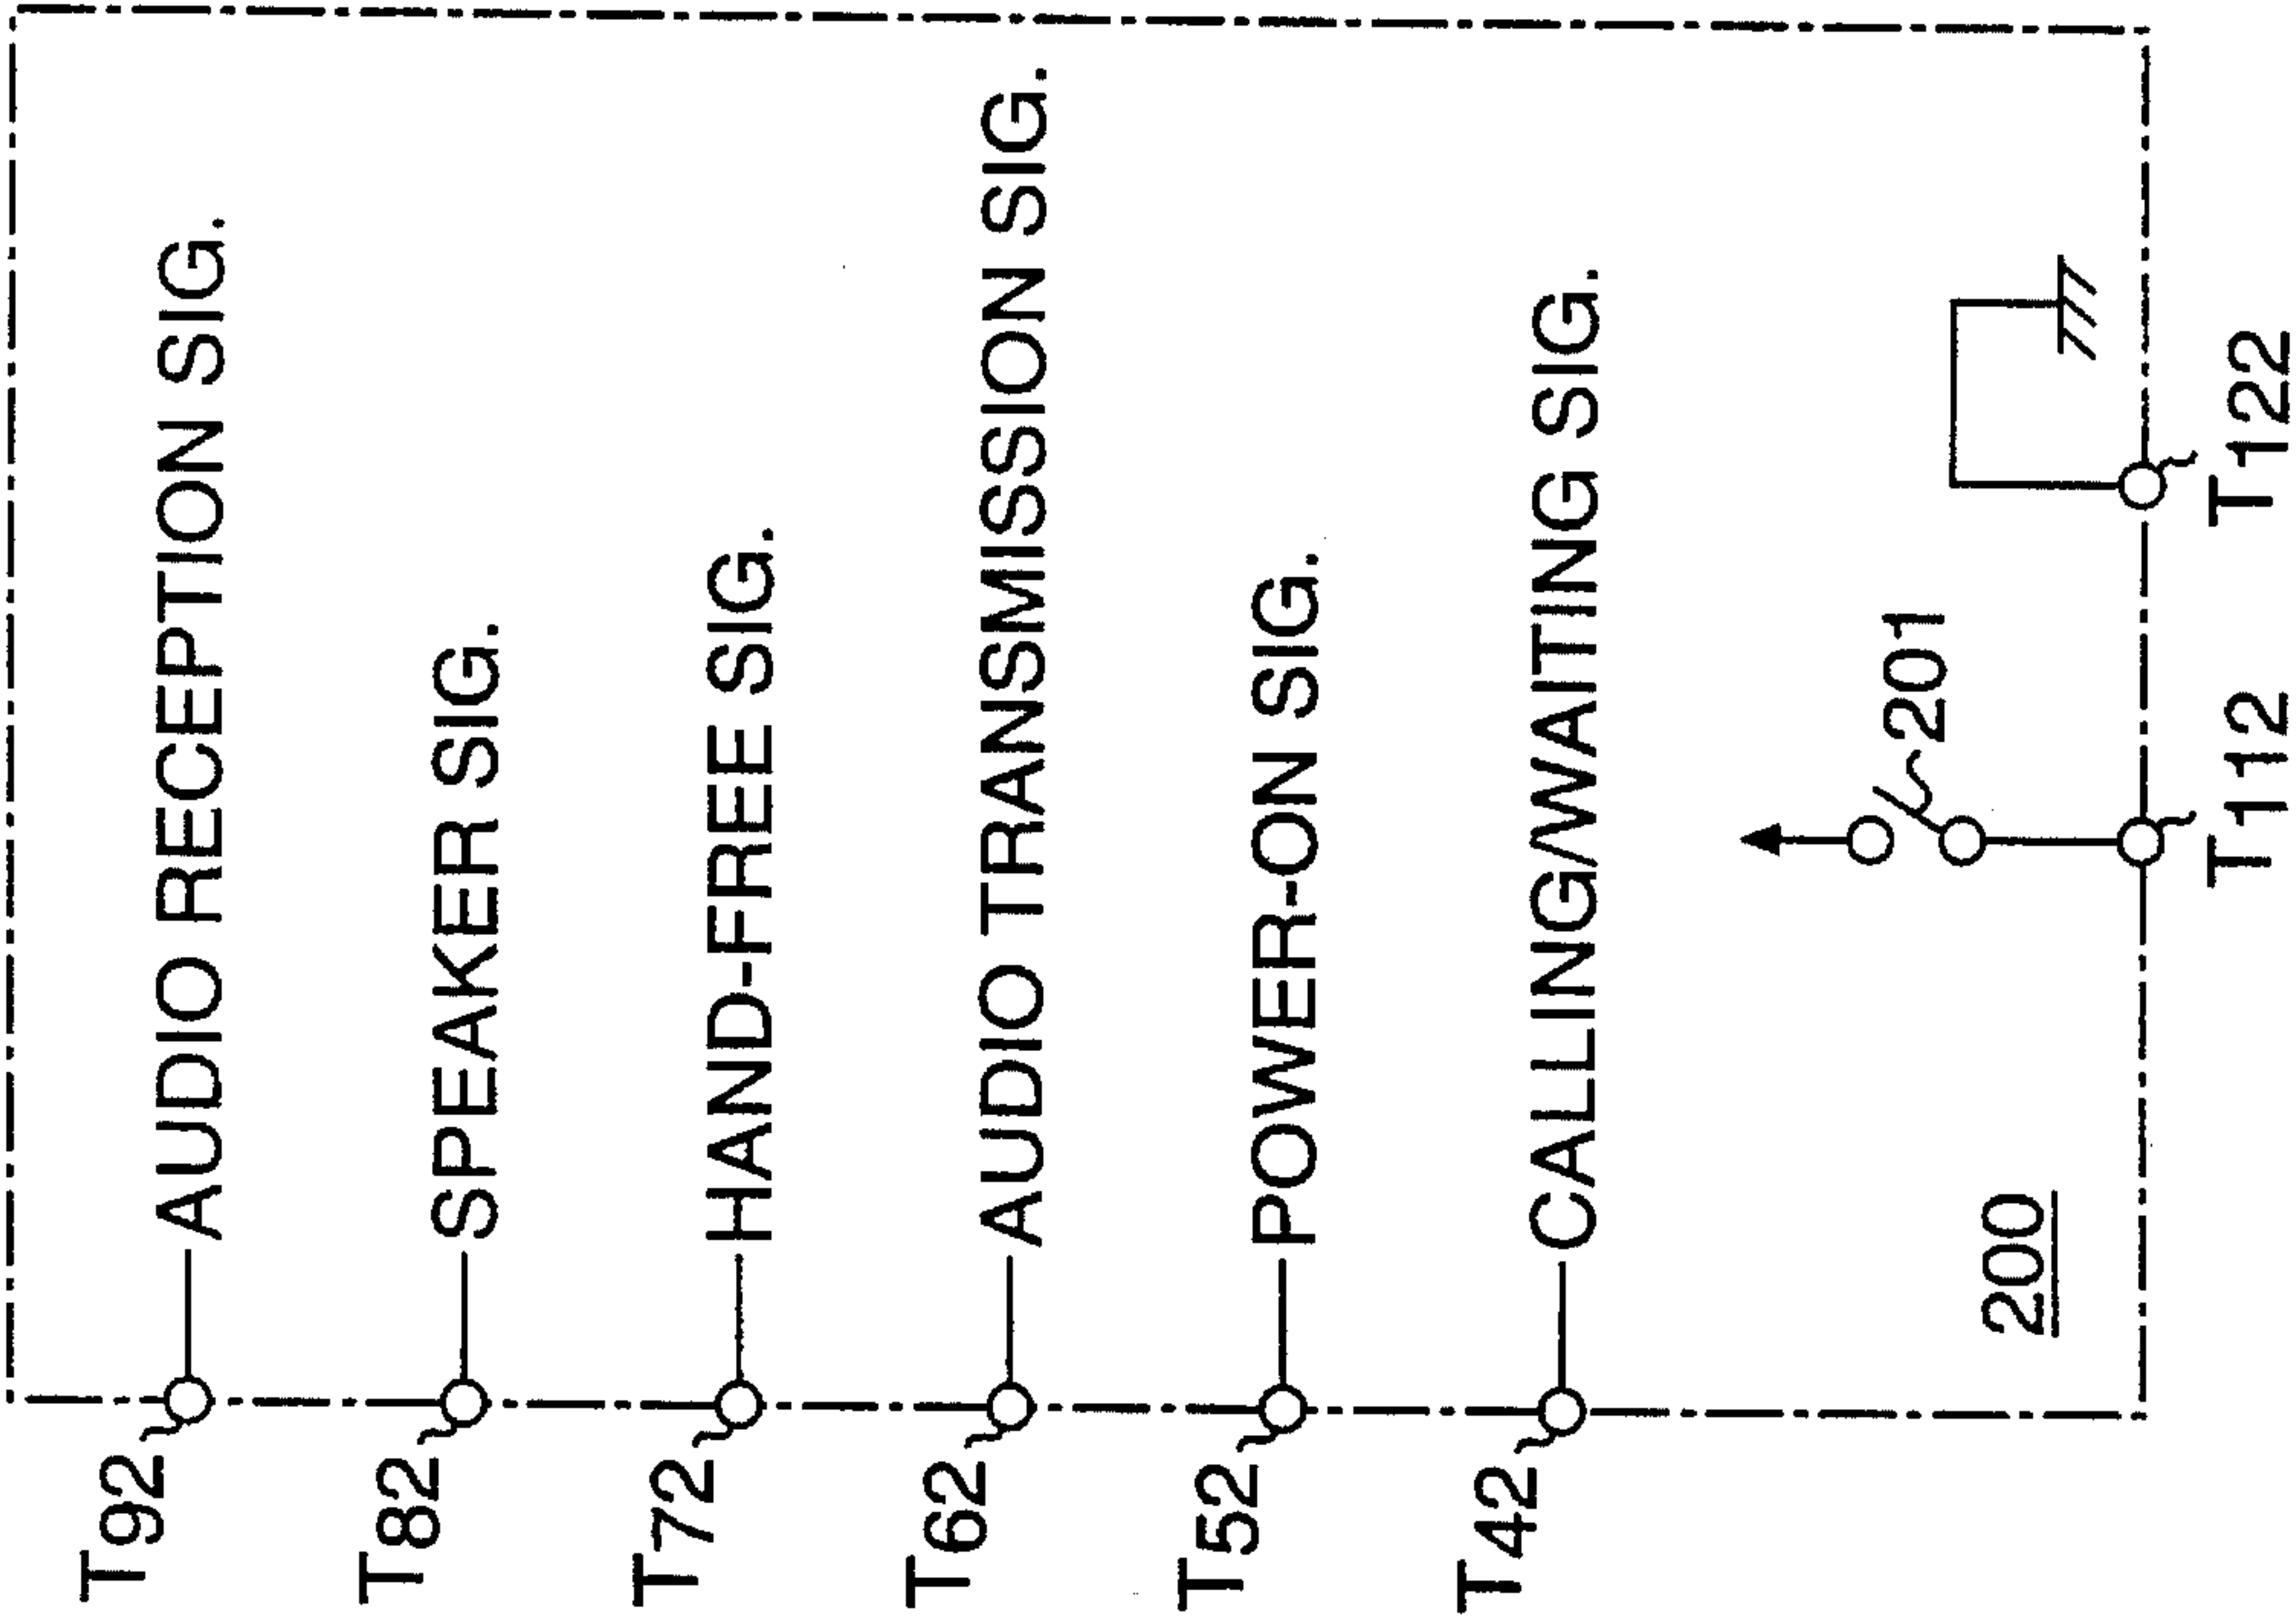 T92 AUDIO RECEPTION SIG.
T82 SPEAKER SIG.
T72 HAND-FREE SIG.
T62 AUDIO TRANSMISSION SIG.
T52 POWER-ON SIG.
T42 CALLING/WAITING SIG.
200
201
T112
T122